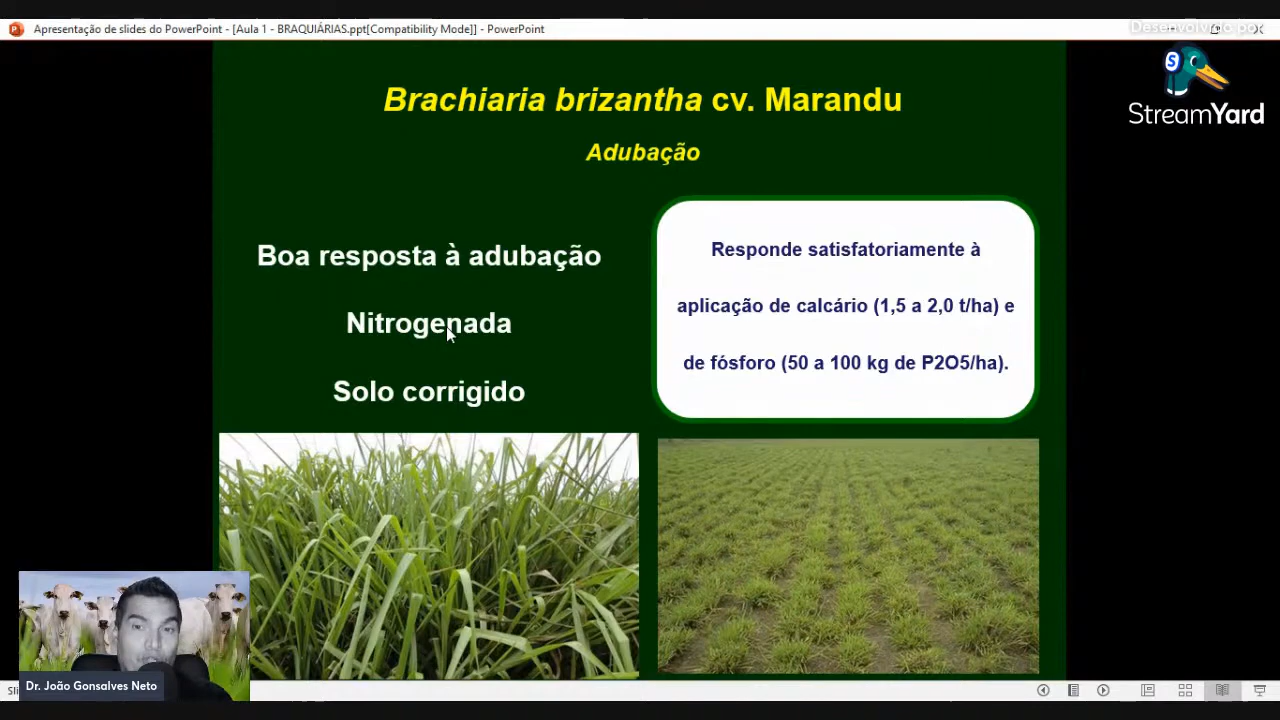 Apresentação de slides do PowerPoint - [Aula 1 - BRAQUIÁRIAS.ppt[Compatibility Mode]] - PowerPoint
Desenvolvido por
StreamYard
Brachiaria brizantha cv. Marandu
Adubação
Boa resposta à adubação
Nitrogenada
Solo corrigido
Responde satisfatoriamente à
aplicação de calcário (1,5 a 2,0 t/ha) e
de fósforo (50 a 100 kg de P2O5/ha).
Dr. João Gonsalves Neto